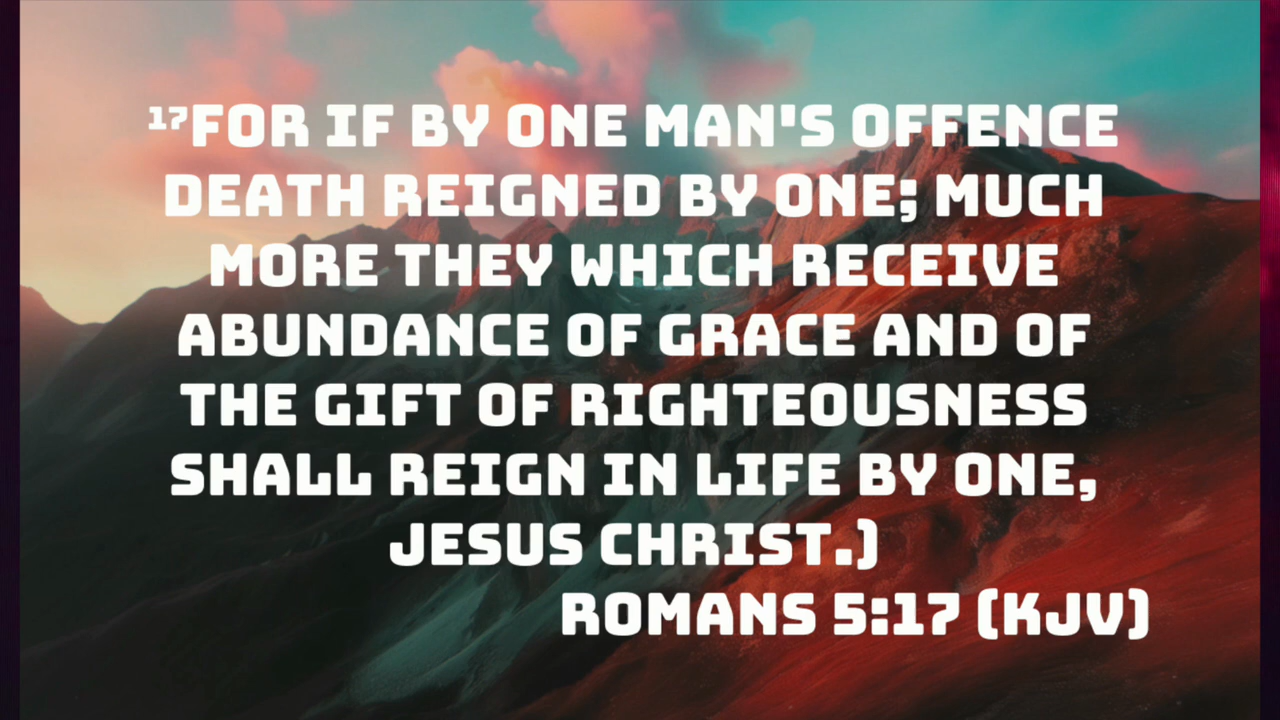 ¹⁷FOR IF BY ONE MAN'S OFFENCE
DEATH REIGNED BY ONE; MUCH
MORE THEY WHICH RECEIVE
ABUNDANCE OF GRACE AND OF
THE GIFT OF RIGHTEOUSNESS
SHALL REIGN IN LIFE BY ONE,
JESUS CHRIST.)
ROMANS 5:17 (KJV)